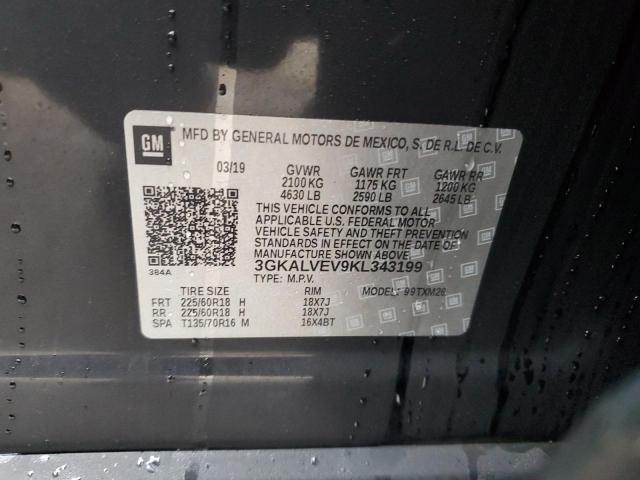 GM MFD BY GENERAL MOTORS DE MEXICO, S. DE R.L. DE C.V.
03/19 GVWR GAWR FRT GAWR RR
2100 KG 1175 KG 1200 KG
4630 LB 2590 LB 2645 LB
THIS VEHICLE CONFORMS TO ALL
APPLICABLE U.S. FEDERAL MOTOR
VEHICLE SAFETY, BUMPER, AND THEFT
PREVENTION STANDARDS IN EFFECT ON THE DATE OF
MANUFACTURE SHOWN ABOVE.
3GKALVEV9KL343199
384A
TYPE: M.P.V. MODEL: 99TXM26
TIRE SIZE RIM
FRT 225/60R18 H 18X7J
RR 225/60R18 H 18X7J
SPA T135/70R16 M 16X4BT